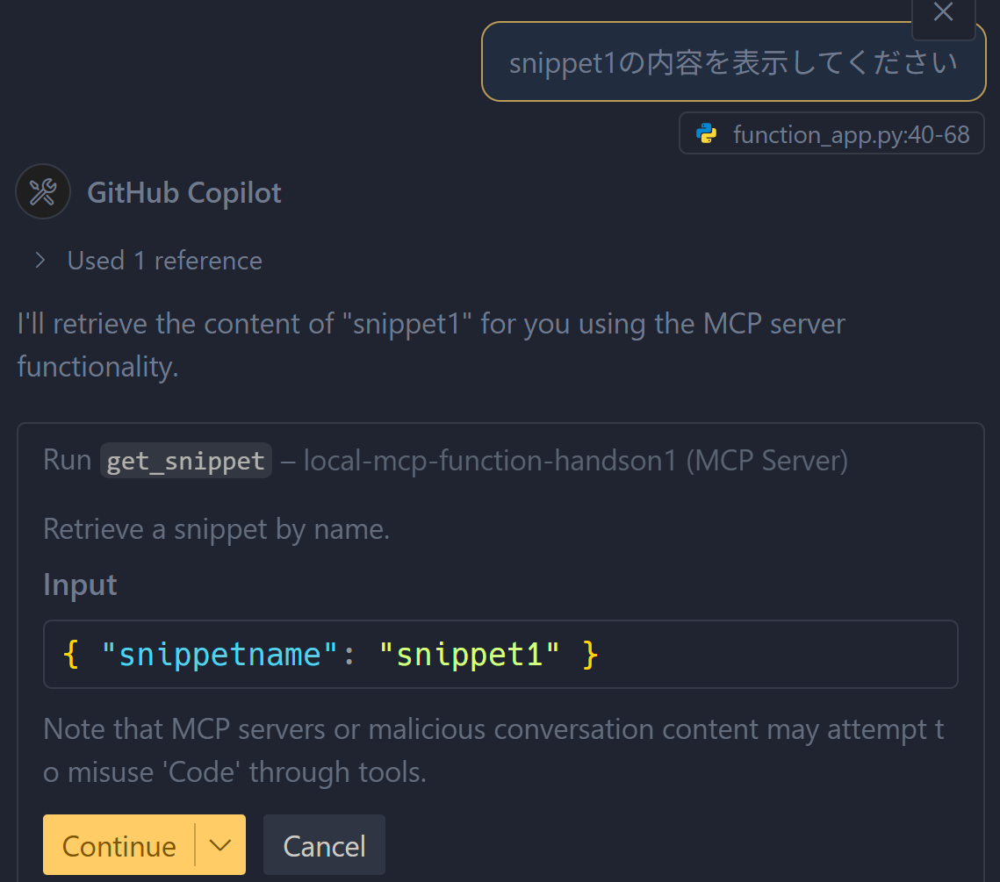 snippet1の内容を表示してください
function_app.py:40-68
GitHub Copilot
Used 1 reference
I'll retrieve the content of "snippet1" for you using the MCP server
functionality.
Run get_snippet – local-mcp-function-handson1 (MCP Server)
Retrieve a snippet by name.
Input
{ "snippetname": "snippet1" }
Note that MCP servers or malicious conversation content may attempt t
o misuse 'Code' through tools.
Continue
Cancel